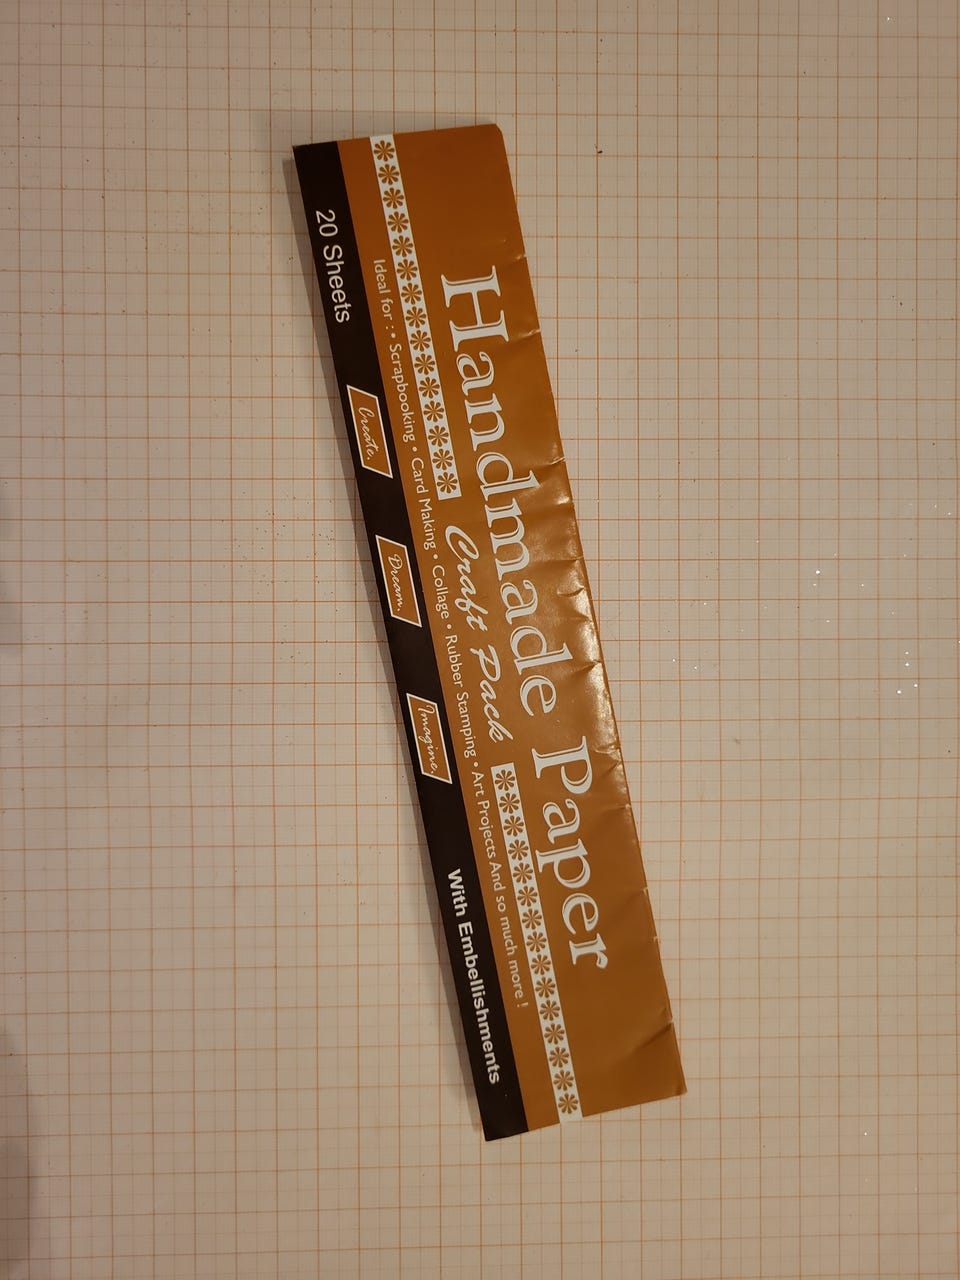 Handmade Paper
Craft Pack
Ideal for : • Scrapbooking • Card Making • Collage • Rubber Stamping • Art Projects And so much more !
20 Sheets
Create.
Dream.
Imagine.
With Embellishments